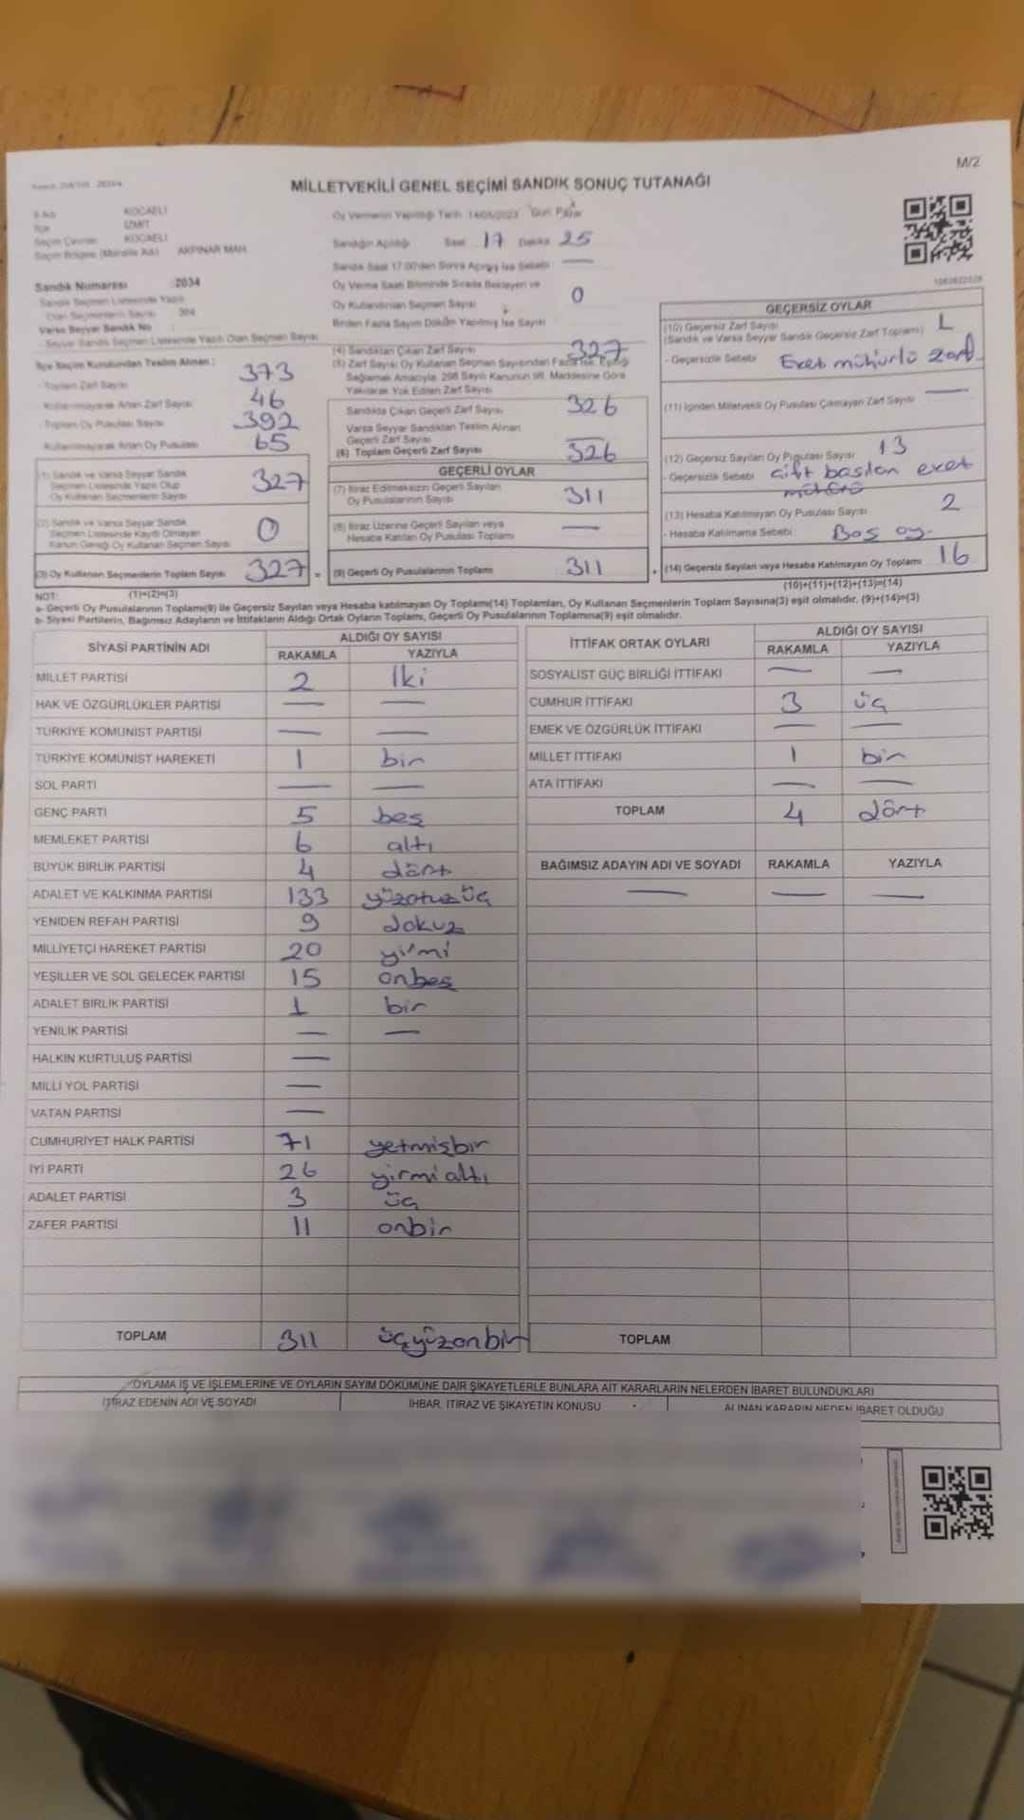 M/2
MİLLETVEKİLİ GENEL SEÇİMİ SANDIK SONUÇ TUTANAĞI
KOCAELİ
İlçe İZMİT
Seçim Çevresi KOCAELİ
Seçim Bölgesi (Mahalle Adı) AKPINAR MAH.
Sandık Numarası :2034
Sandık Seçmen Listesinde Yazılı
Olan Seçmenlerin Sayısı
Varsa Seyyar Sandık No
Seyyar Sandık Seçmen Listesinde Yazılı Olan Seçmen Sayısı
İlçe Seçim Kurulundan Teslim Alınan :
- Toplam Zarf Sayısı 373
Kullanılmayarak Artan Zarf Sayısı 46
- Toplam Oy Pusulası Sayısı 392
Kullanılmayarak Artan Oy Pusulası 65
(1) Sandık ve Varsa Seyyar Sandık
Seçmen Listesinde Yazılı Olup
Oy Kullanan Seçmenlerin Sayısı 327
(2) Sandık ve Varsa Seyyar Sandık
Seçmen Listesinde Kayıtlı Olmayan
Kanun Gereği Oy Kullanan Seçmen Sayısı 0
(3) Oy Kullanan Seçmenlerin Toplam Sayısı 327 =
(1)+(2)=(3)
Oy Vermenin Yapıldığı Tarih :14/05/2023 Gün: Pazar
Sandığın Açıldığı Saat 17 Dakika 25
Sandık Saat 17.00'den Sonra Açılmış İse Sebebi —
Oy Verme Saati Bitiminde Sırada Bekleyen ve
Oy Kullandırılan Seçmen Sayısı 0
Birden Fazla Sayım Döküm Yapılmış İse Sayısı
(4) Sandıktan Çıkan Zarf Sayısı 327
(5) Zarf Sayısı Oy Kullanan Seçmen Sayısından Fazla İse, Eşitliği
Sağlamak Amacıyla, 298 Sayılı Kanunun 98. Maddesine Göre
Yakılarak Yok Edilen Zarf Sayısı
Sandıkta Çıkan Geçerli Zarf Sayısı 326
Varsa Seyyar Sandıktan Teslim Alınan
Geçerli Zarf Sayısı —
(6) Toplam Geçerli Zarf Sayısı 326
GEÇERLİ OYLAR
(7) İtiraz Edilmeksizin Geçerli Sayılan
Oy Pusulalarının Sayısı 311
(8) İtiraz Üzerine Geçerli Sayılan veya
Hesaba Katılan Oy Pusulası Toplamı —
(9) Geçerli Oy Pusulalarının Toplamı 311 +
GEÇERSİZ OYLAR
(10) Geçersiz Zarf Sayısı 1
(Sandık ve Varsa Seyyar Sandık Geçersiz Zarf Toplamı)
- Geçersizlik Sebebi Evet mühürlü zarf
(11) İçinden Milletvekili Oy Pusulası Çıkmayan Zarf Sayısı —
(12) Geçersiz Sayılan Oy Pusulası Sayısı 13
- Geçersizlik Sebebi çift basılan evet
(13) Hesaba Katılmayan Oy Pusulası Sayısı 2
- Hesaba Katılmama Sebebi : Boş oy.
(14) Geçersiz Sayılan veya Hesaba Katılmayan Oy Toplamı 16
(10)+(11)+(12)+(13)=(14)
NOT:
a- Geçerli Oy Pusulalarının Toplamı(9) ile Geçersiz Sayılan veya Hesaba katılmayan Oy Toplamı(14) Toplamları, Oy Kullanan Seçmenlerin Toplam Sayısına(3) eşit olmalıdır. (9)+(14)=(3)
b- Siyasi Partilerin, Bağımsız Adayların ve İttifakların Aldığı Ortak Oyların Toplamı, Geçerli Oy Pusulalarının Toplamına(9) eşit olmalıdır.
SİYASİ PARTİNİN ADI ALDIĞI OY SAYISI
RAKAMLA YAZIYLA
MİLLET PARTİSİ 2 İki
HAK VE ÖZGÜRLÜKLER PARTİSİ — —
TÜRKİYE KOMÜNİST PARTİSİ — —
TÜRKİYE KOMÜNİST HAREKETİ 1 bir
SOL PARTİ — —
GENÇ PARTİ 5 beş
MEMLEKET PARTİSİ 6 altı
BÜYÜK BİRLİK PARTİSİ 4 dört
ADALET VE KALKINMA PARTİSİ 133 yüzotuzüç
YENİDEN REFAH PARTİSİ 9 dokuz
MİLLİYETÇİ HAREKET PARTİSİ 20 yirmi
YEŞİLLER VE SOL GELECEK PARTİSİ 15 onbeş
ADALET BİRLİK PARTİSİ 1 bir
YENİLİK PARTİSİ — —
HALKIN KURTULUŞ PARTİSİ —
MİLLİ YOL PARTİSİ —
VATAN PARTİSİ —
CUMHURİYET HALK PARTİSİ 71 yetmişbir
İYİ PARTİ 26 yirmialtı
ADALET PARTİSİ 3 üç
ZAFER PARTİSİ 11 onbir
TOPLAM 311 üçyüzonbir
İTTİFAK ORTAK OYLARI ALDIĞI OY SAYISI
RAKAMLA YAZIYLA
SOSYALİST GÜÇ BİRLİĞİ İTTİFAKI — —
CUMHUR İTTİFAKI 3 üç
EMEK VE ÖZGÜRLÜK İTTİFAKI — —
MİLLET İTTİFAKI 1 bir
ATA İTTİFAKI — —
TOPLAM 4 dört
BAĞIMSIZ ADAYIN ADI VE SOYADI RAKAMLA YAZIYLA
— — —
TOPLAM
OYLAMA İŞ VE İŞLEMLERİNE VE OYLARIN SAYIM DÖKÜMÜNE DAİR ŞİKAYETLERLE BUNLARA AİT KARARLARIN NELERDEN İBARET BULUNDUKLARI
İTİRAZ EDENİN ADI VE SOYADI İHBAR, İTİRAZ VE ŞİKAYETİN KONUSU ALINAN KARARIN NEDEN İBARET OLDUĞU